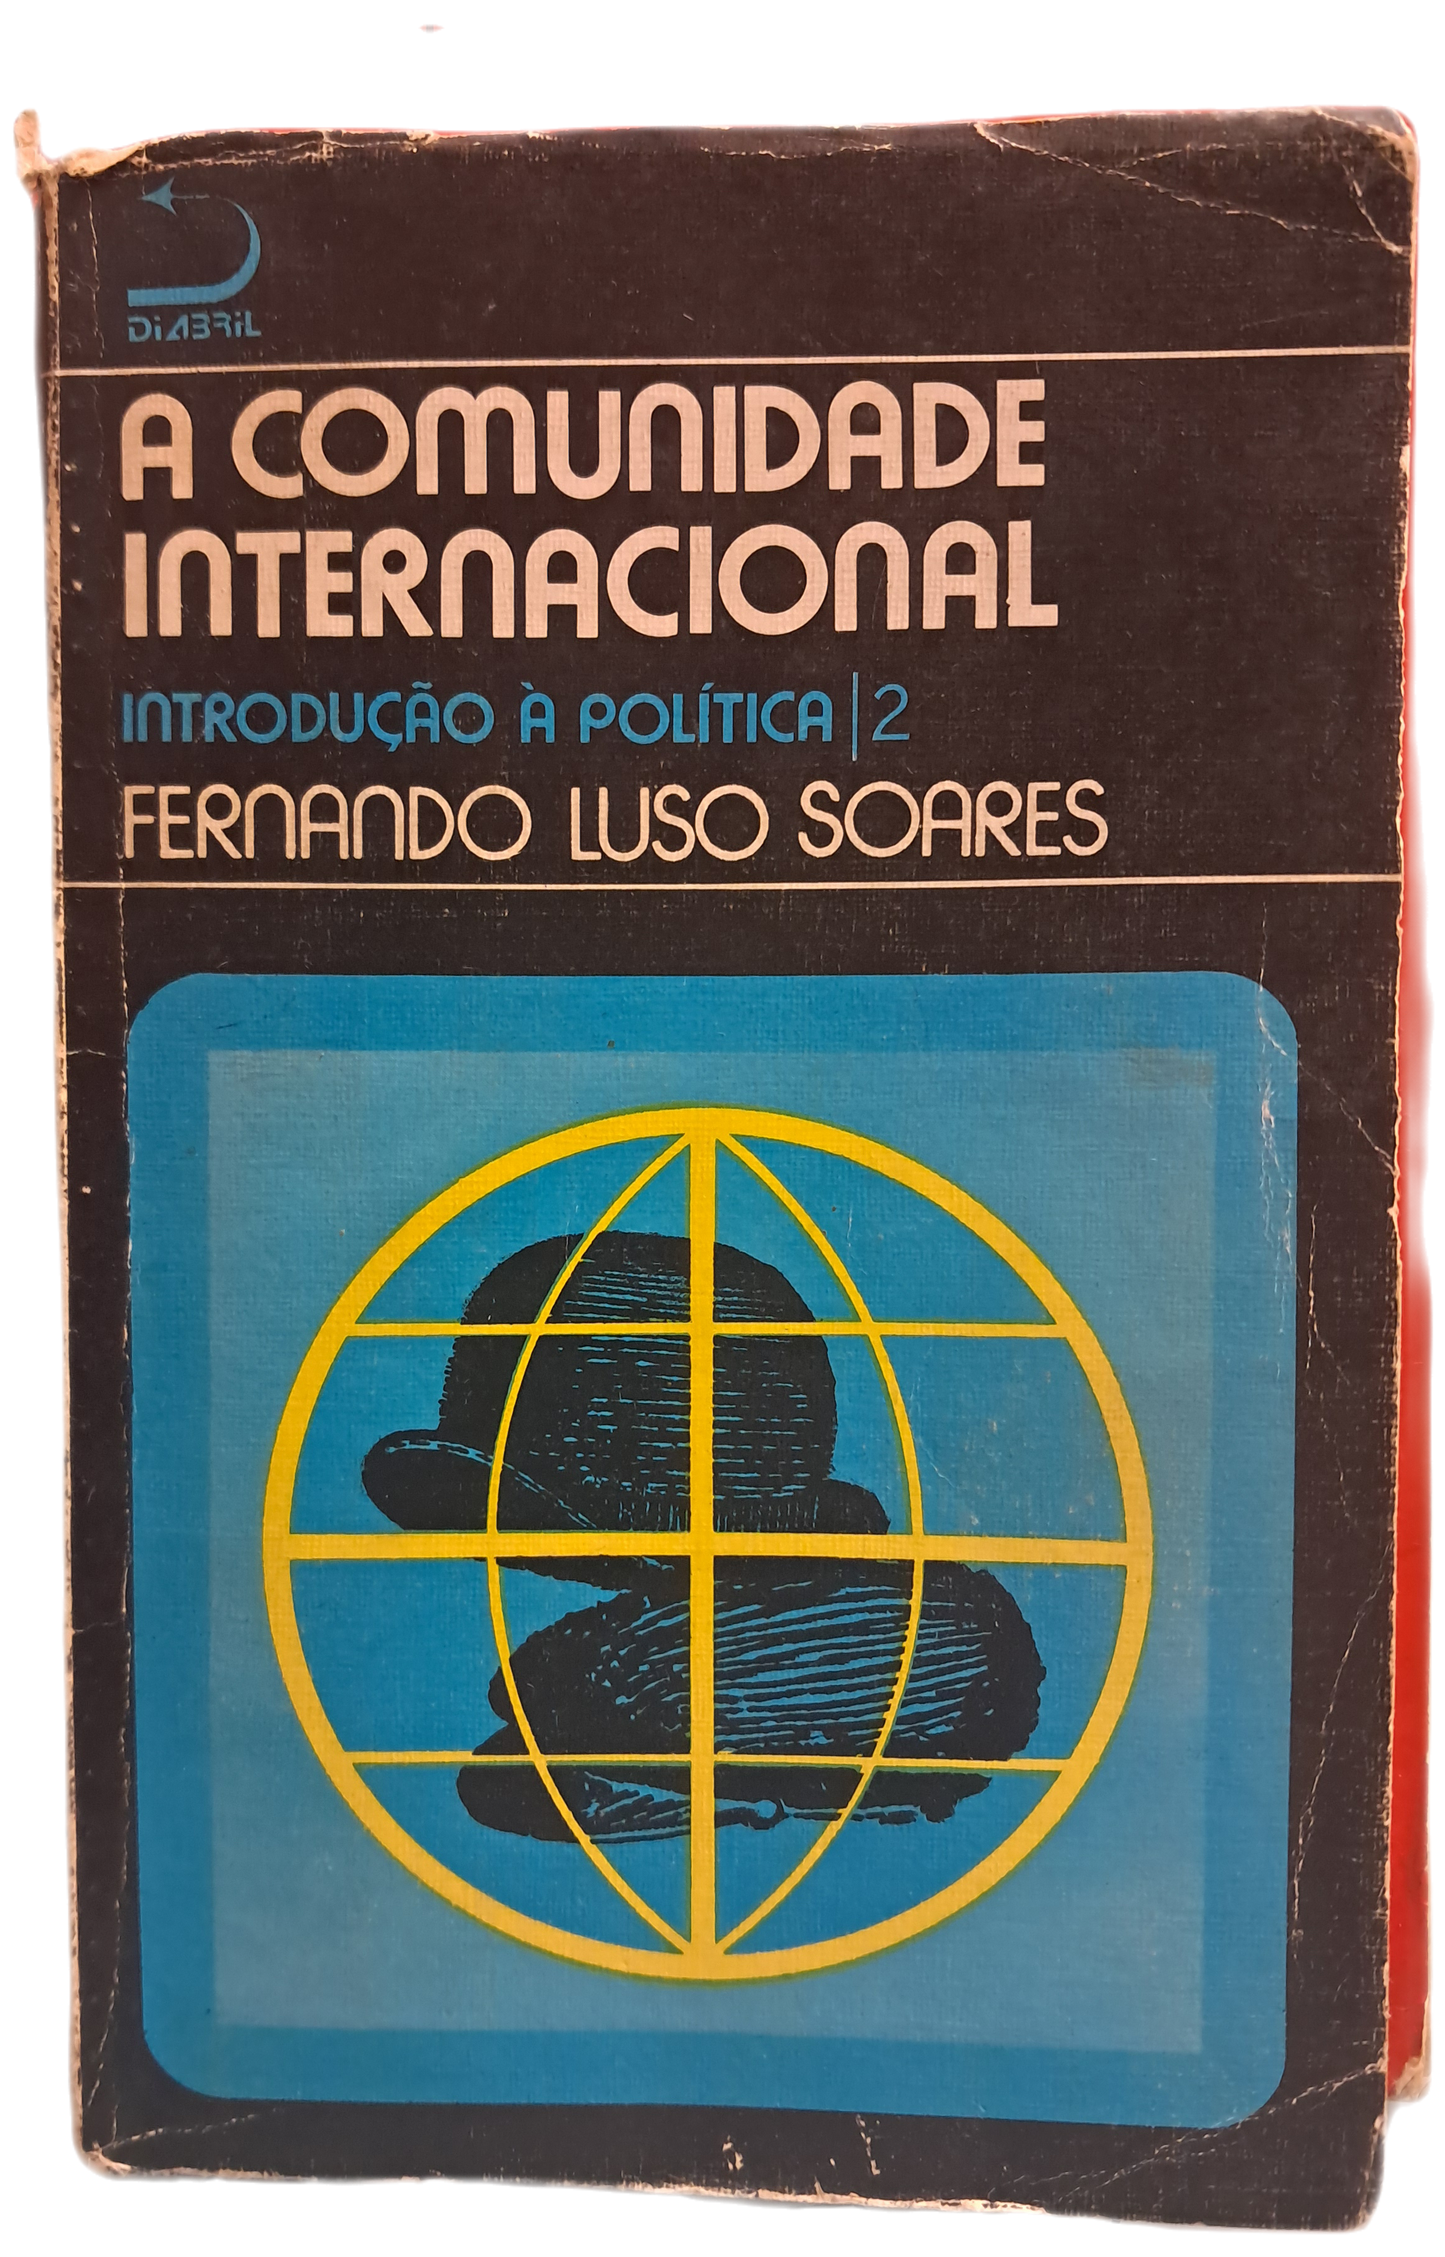 DIABRIL
A COMUNIDADE
INTERNACIONAL
INTRODUÇÃO À POLÍTICA|2
FERNANDO LUSO SOARES